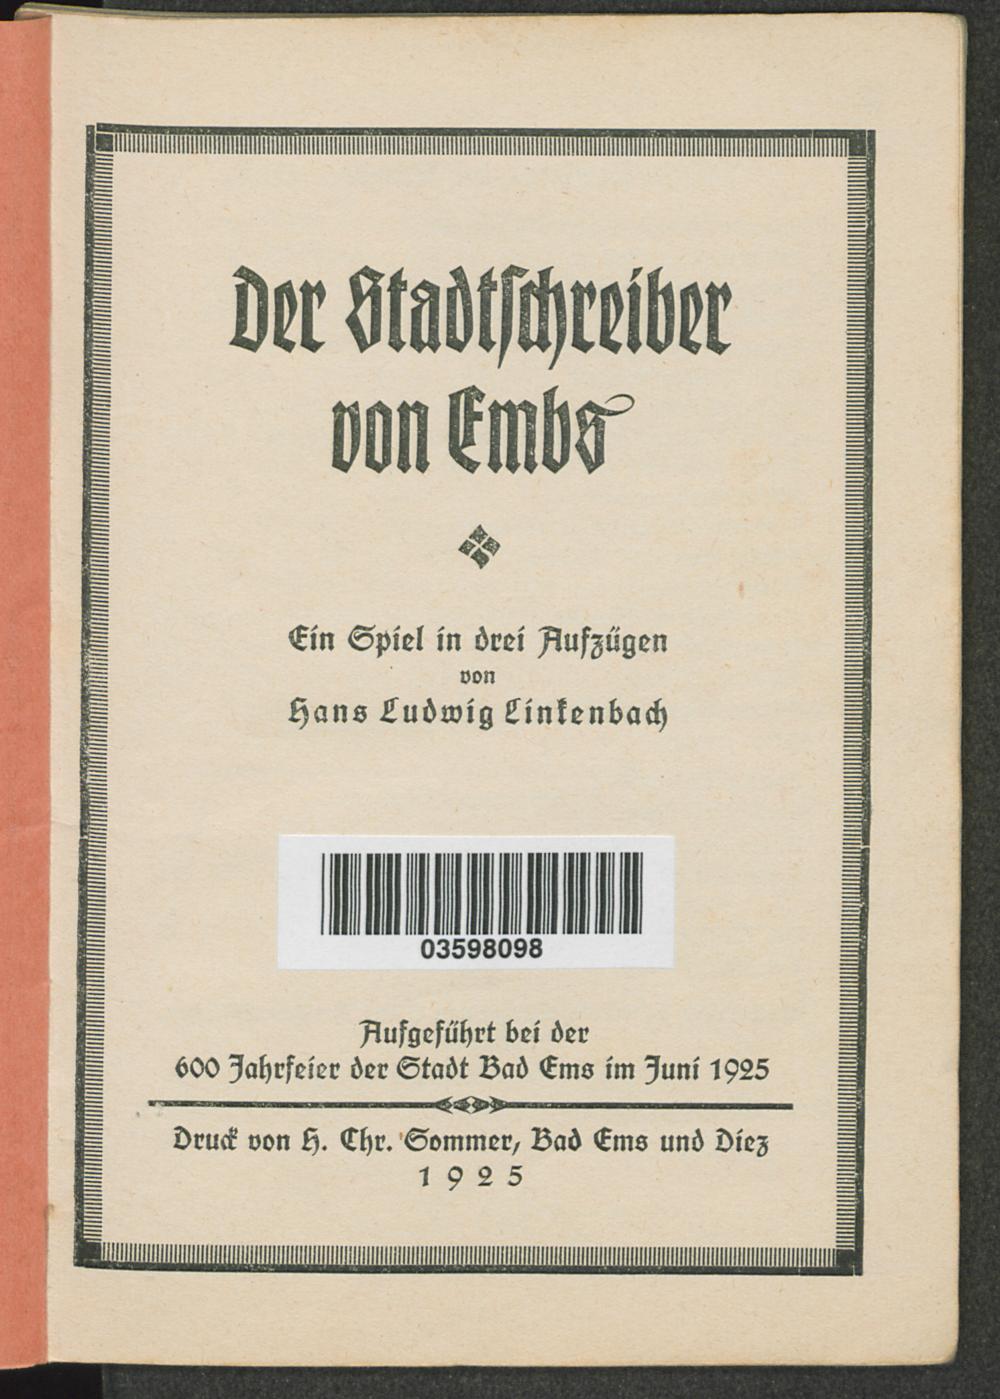 Der Stadtschreiber
von Embs
Ein Spiel in drei Aufzügen
von
Hans Ludwig Linkenbach
03598098
Aufgeführt bei der
600 Jahrfeier der Stadt Bad Ems im Juni 1925
Druck von H. Chr. Sommer, Bad Ems und Diez
1925